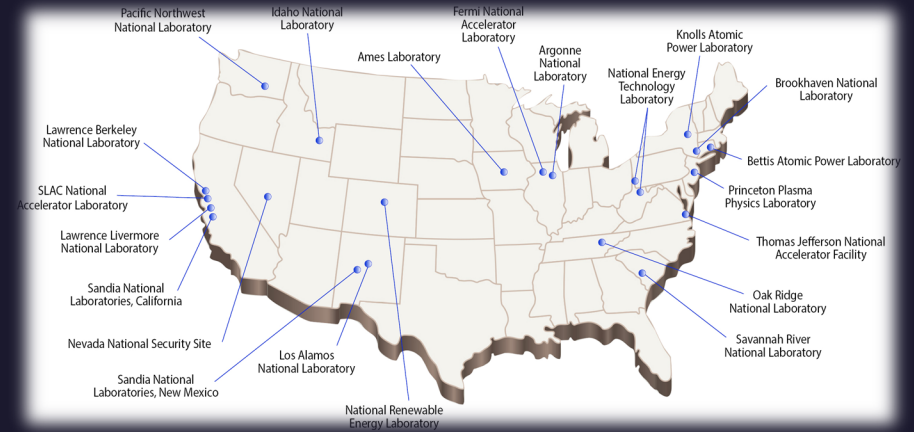 Pacific Northwest
National Laboratory
Idaho National
Laboratory
Fermi National
Accelerator
Laboratory
Ames Laboratory
Argonne
National
Laboratory
Knolls Atomic
Power Laboratory
National Energy
Technology
Laboratory
Brookhaven National
Laboratory
Lawrence Berkeley
National Laboratory
Bettis Atomic Power Laboratory
SLAC National
Accelerator Laboratory
Princeton Plasma
Physics Laboratory
Lawrence Livermore
National Laboratory
Thomas Jefferson National
Accelerator Facility
Sandia National
Laboratories, California
Oak Ridge
National Laboratory
Nevada National Security Site
Savannah River
National Laboratory
Los Alamos
National Laboratory
Sandia National
Laboratories, New Mexico
National Renewable
Energy Laboratory